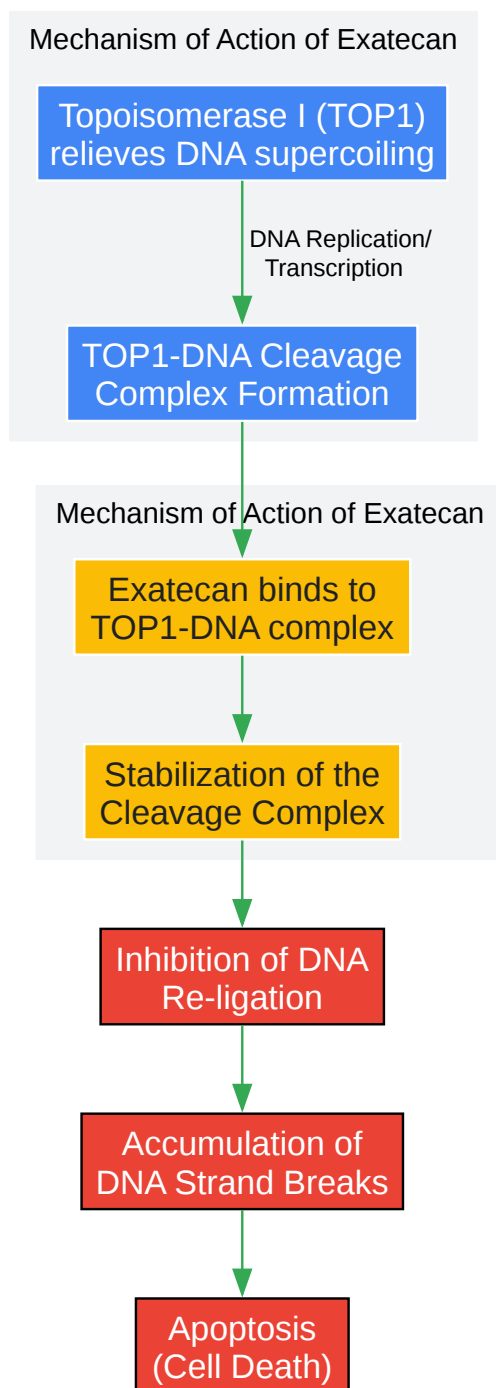 Mechanism of Action of Exatecan
Topoisomerase I (TOP1)
relieves DNA supercoiling
DNA Replication/
Transcription
TOP1-DNA Cleavage
Complex Formation
Mechanism of Action of Exatecan
Exatecan binds to
TOP1-DNA complex
Stabilization of the
Cleavage Complex
Inhibition of DNA
Re-ligation
Accumulation of
DNA Strand Breaks
Apoptosis
(Cell Death)